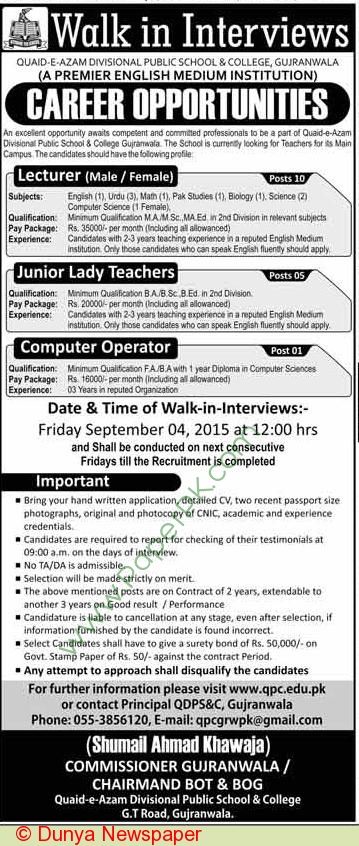 Walk in Interviews
QUAID-E-AZAM DIVISIONAL PUBLIC SCHOOL & COLLEGE, GUJRANWALA
(A PREMIER ENGLISH MEDIUM INSTITUTION)
CAREER OPPORTUNITIES
An excellent opportunity awaits competent and committed professionals to be a part of Quaid-e-Azam
Divisional Public School & College Gujranwala. The School is currently looking for Teachers for its Main
Campus. The candidates should have the following profile:
Lecturer (Male / Female) Posts 10
Subjects: English (1), Urdu (3), Math (1), Pak Studies (1), Biology (1), Science (2)
Computer Science (1 Female),
Qualification: Minimum Qualification M.A/M.Sc.,MA.Ed. in 2nd Division in relevant subjects
Pay Package: Rs. 35000/- per month (Including all allowanced)
Experience: Candidates with 2-3 years teaching experience in a reputed English Medium
institution. Only those candidates who can speak English fluently should apply.
Junior Lady Teachers Posts 05
Qualification: Minimum Qualification B.A/B.Sc.,B.Ed. in 2nd Division.
Pay Package: Rs. 20000/- per month (Including all allowanced)
Experience: Candidates with 2-3 years teaching experience in a reputed English Medium
institution. Only those candidates who can speak English fluently should apply.
Computer Operator Post 01
Qualification: Minimum Qualification F.A/B.A with 1 year Diploma in Computer Sciences
Pay Package: Rs. 16000/- per month (Including all allowanced)
Experience: 03 Years in reputed Organization
Date & Time of Walk-in-Interviews:-
Friday September 04, 2015 at 12:00 hrs
and Shall be conducted on next consecutive
Fridays till the Recruitment is completed
Important
■ Bring your hand written application, detailed CV, two recent passport size
photographs, original and photocopy of CNIC, academic and experience
credentials.
■ Candidates are required to report for checking of their testimonials at
09:00 a.m. on the days of interview.
■ No TA/DA is admissible.
■ Selection will be made strictly on merit.
■ The above mentioned posts are on Contract of 2 years, extendable to
another 3 years on Good result / Performance
■ Candidature is liable to cancellation at any stage, even after selection, if
information furnished by the candidate is found incorrect.
■ Select Candidates shall have to give a surety bond of Rs. 50,000/- on
Govt. Stamp Paper of Rs. 50/- against the contract Period.
■ Any attempt to approach shall disqualify the candidates
For further information please visit www.qpc.edu.pk
or contact Principal QDPS&C, Gujranwala
Phone: 055-3856120, E-mail: qpcgrwpk@gmail.com
(Shumail Ahmad Khawaja)
COMMISSIONER GUJRANWALA /
CHAIRMAND BOT & BOG
Quaid-e-Azam Divisional Public School & College
G.T Road, Gujranwala.
www.paperpk.com
© Dunya Newspaper